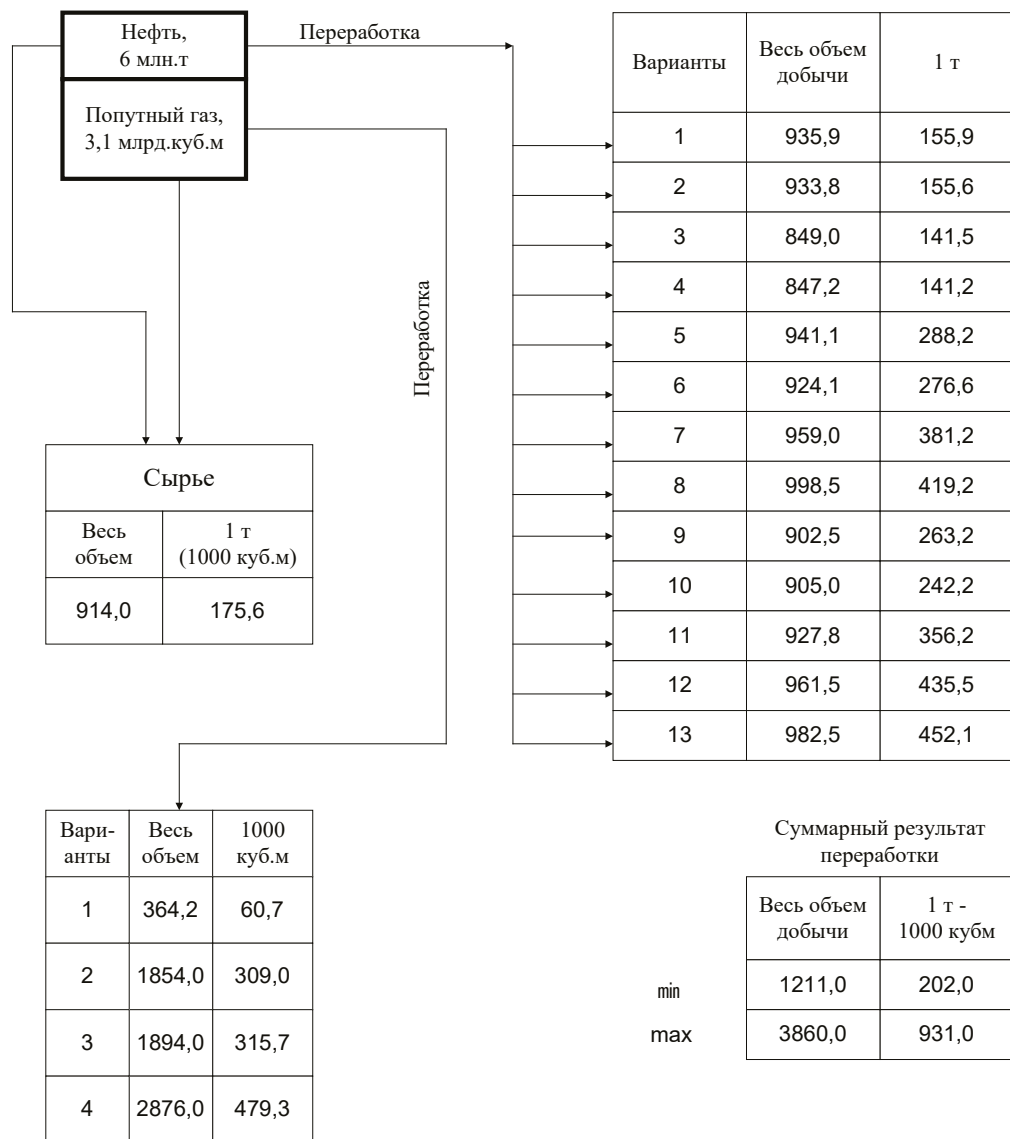 Нефть,
6 млн.т
Попутный газ,
3,1 млрд.куб.м
Переработка
Переработка
Варианты
Весь объем
добычи
1 т
1 935,9 155,9
2 933,8 155,6
3 849,0 141,5
4 847,2 141,2
5 941,1 288,2
6 924,1 276,6
7 959,0 381,2
8 998,5 419,2
9 902,5 263,2
10 905,0 242,2
11 927,8 356,2
12 961,5 435,5
13 982,5 452,1
Сырье
Весь
объем
1 т
(1000 куб.м)
914,0 175,6
Вари-
анты
Весь
объем
1000
куб.м
1 364,2 60,7
2 1854,0 309,0
3 1894,0 315,7
4 2876,0 479,3
Суммарный результат
переработки
Весь объем
добычи
1 т -
1000 кубм
min 1211,0 202,0
max 3860,0 931,0